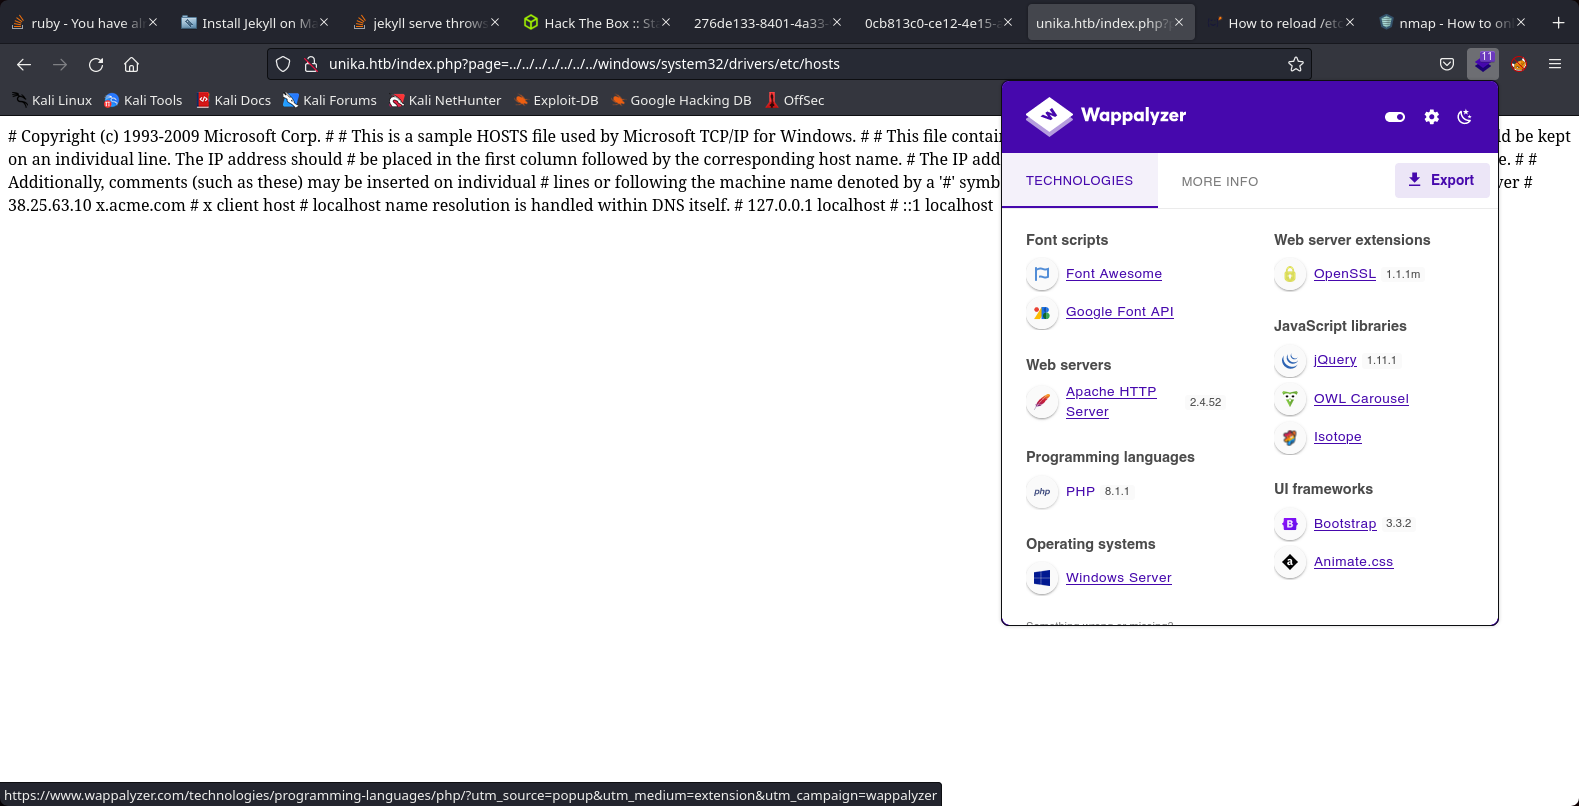 ruby - You have al
Install Jekyll on Ma
jekyll serve throws
Hack The Box :: Sta
276de133-8401-4a33-
0cb813c0-ce12-4e15-a
unika.htb/index.php?p
How to reload /etc
nmap - How to on
unika.htb/index.php?page=../../../../../../../../windows/system32/drivers/etc/hosts
11
Kali Linux
Kali Tools
Kali Docs
Kali Forums
Kali NetHunter
Exploit-DB
Google Hacking DB
OffSec
# Copyright (c) 1993-2009 Microsoft Corp. # # This is a sample HOSTS file used by Microsoft TCP/IP for Windows. # # This file contain ld be kept
on an individual line. The IP address should # be placed in the first column followed by the corresponding host name. # The IP add e. # #
Additionally, comments (such as these) may be inserted on individual # lines or following the machine name denoted by a '#' symb ver #
38.25.63.10 x.acme.com # x client host # localhost name resolution is handled within DNS itself. # 127.0.0.1 localhost # ::1 localhost
Wappalyzer
TECHNOLOGIES
MORE INFO
Export
Font scripts
Font Awesome
Google Font API
Web servers
Apache HTTP
Server
2.4.52
Programming languages
php
PHP 8.1.1
Operating systems
Windows Server
Web server extensions
OpenSSL 1.1.1m
JavaScript libraries
jQuery 1.11.1
OWL Carousel
Isotope
UI frameworks
B
Bootstrap 3.3.2
a
Animate.css
Something wrong or missing?
https://www.wappalyzer.com/technologies/programming-languages/php/?utm_source=popup&utm_medium=extension&utm_campaign=wappalyzer